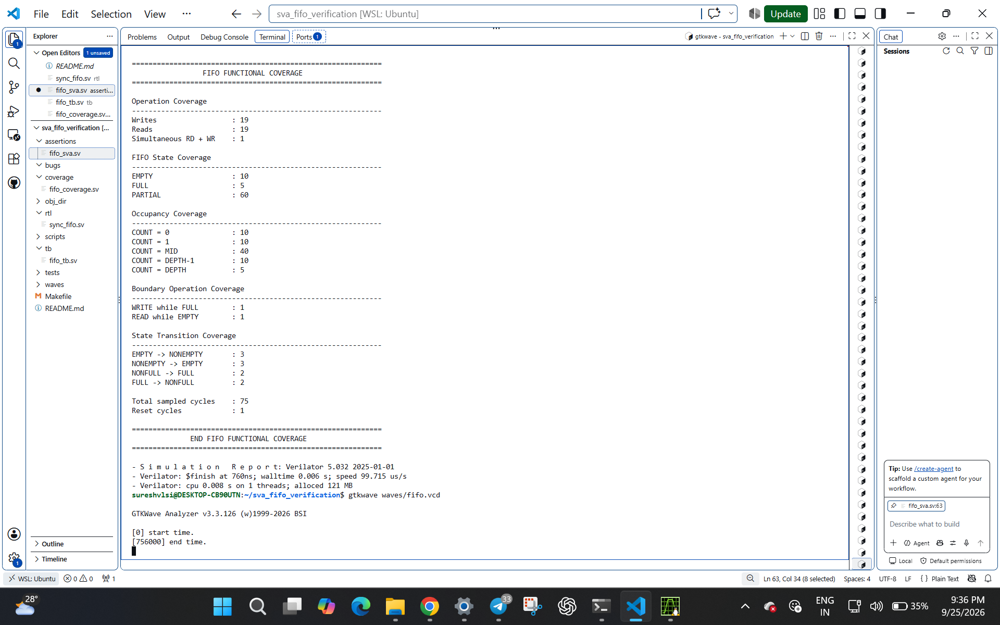 File Edit Selection View ···
sva_fifo_verification [WSL: Ubuntu]
Update
Explorer
Open Editors 1 unsaved
README.md
sync_fifo.sv rtl
fifo_sva.sv asserti...
fifo_tb.sv tb
fifo_coverage.sv...
sva_fifo_verification [...
assertions
fifo_sva.sv
bugs
coverage
fifo_coverage.sv
obj_dir
rtl
sync_fifo.sv
scripts
tb
fifo_tb.sv
tests
waves
Makefile
README.md
Outline
Timeline
Problems Output Debug Console Terminal Ports 1
gtkwave - sva_fifo_verification
============================================================
FIFO FUNCTIONAL COVERAGE
============================================================
Operation Coverage
------------------------------------------------------------
Writes : 19
Reads : 19
Simultaneous RD + WR : 1
FIFO State Coverage
------------------------------------------------------------
EMPTY : 10
FULL : 5
PARTIAL : 60
Occupancy Coverage
------------------------------------------------------------
COUNT = 0 : 10
COUNT = 1 : 10
COUNT = MID : 40
COUNT = DEPTH-1 : 10
COUNT = DEPTH : 5
Boundary Operation Coverage
------------------------------------------------------------
WRITE while FULL : 1
READ while EMPTY : 1
State Transition Coverage
------------------------------------------------------------
EMPTY -> NONEMPTY : 3
NONEMPTY -> EMPTY : 3
NONFULL -> FULL : 2
FULL -> NONFULL : 2
Total sampled cycles : 75
Reset cycles : 1
============================================================
END FIFO FUNCTIONAL COVERAGE
============================================================
- S i m u l a t i o n   R e p o r t: Verilator 5.032 2025-01-01
- Verilator: $finish at 760ns; walltime 0.006 s; speed 99.715 us/s
- Verilator: cpu 0.008 s on 1 threads; alloced 121 MB
sureshvlsi@DESKTOP-CB90UTN:~/sva_fifo_verification$ gtkwave waves/fifo.vcd
GTKWave Analyzer v3.3.126 (w)1999-2026 BSI
[0] start time.
[756000] end time.
Chat
Sessions
Tip: Use /create-agent to
scaffold a custom agent for your
workflow.
fifo_sva.sv:63
Describe what to build
Agent
Local Default permissions
1
1
WSL: Ubuntu 0 0 1
Ln 63, Col 34 (8 selected) Spaces: 4 UTF-8 LF { } Plain Text
28°
33
ENG
IN
35%
9:36 PM
9/25/2026